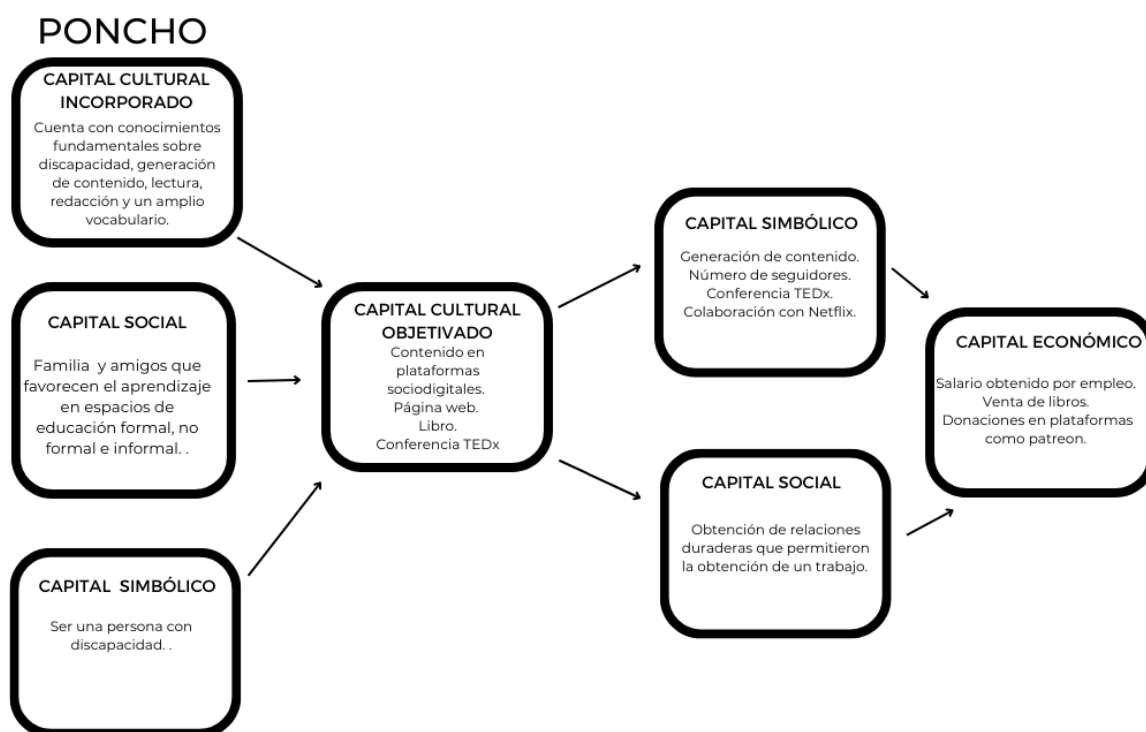 PONCHO
CAPITAL CULTURAL
INCORPORADO
Cuenta con conocimientos
fundamentales sobre
discapacidad, generación
de contenido, lectura,
redacción y un amplio
vocabulario.
CAPITAL SOCIAL
Familia y amigos que
favorecen el aprendizaje
en espacios de
educación formal, no
formal e informal. .
CAPITAL SIMBÓLICO
Ser una persona con
discapacidad. .
CAPITAL CULTURAL
OBJETIVADO
Contenido en
plataformas
sociodigitales.
Página web.
Libro.
Conferencia TEDx
CAPITAL SIMBÓLICO
Generación de contenido.
Número de seguidores.
Conferencia TEDx.
Colaboración con Netflix.
CAPITAL SOCIAL
Obtención de relaciones
duraderas que permitieron
la obtención de un trabajo.
CAPITAL ECONÓMICO
Salario obtenido por empleo.
Venta de libros.
Donaciones en plataformas
como patreon.